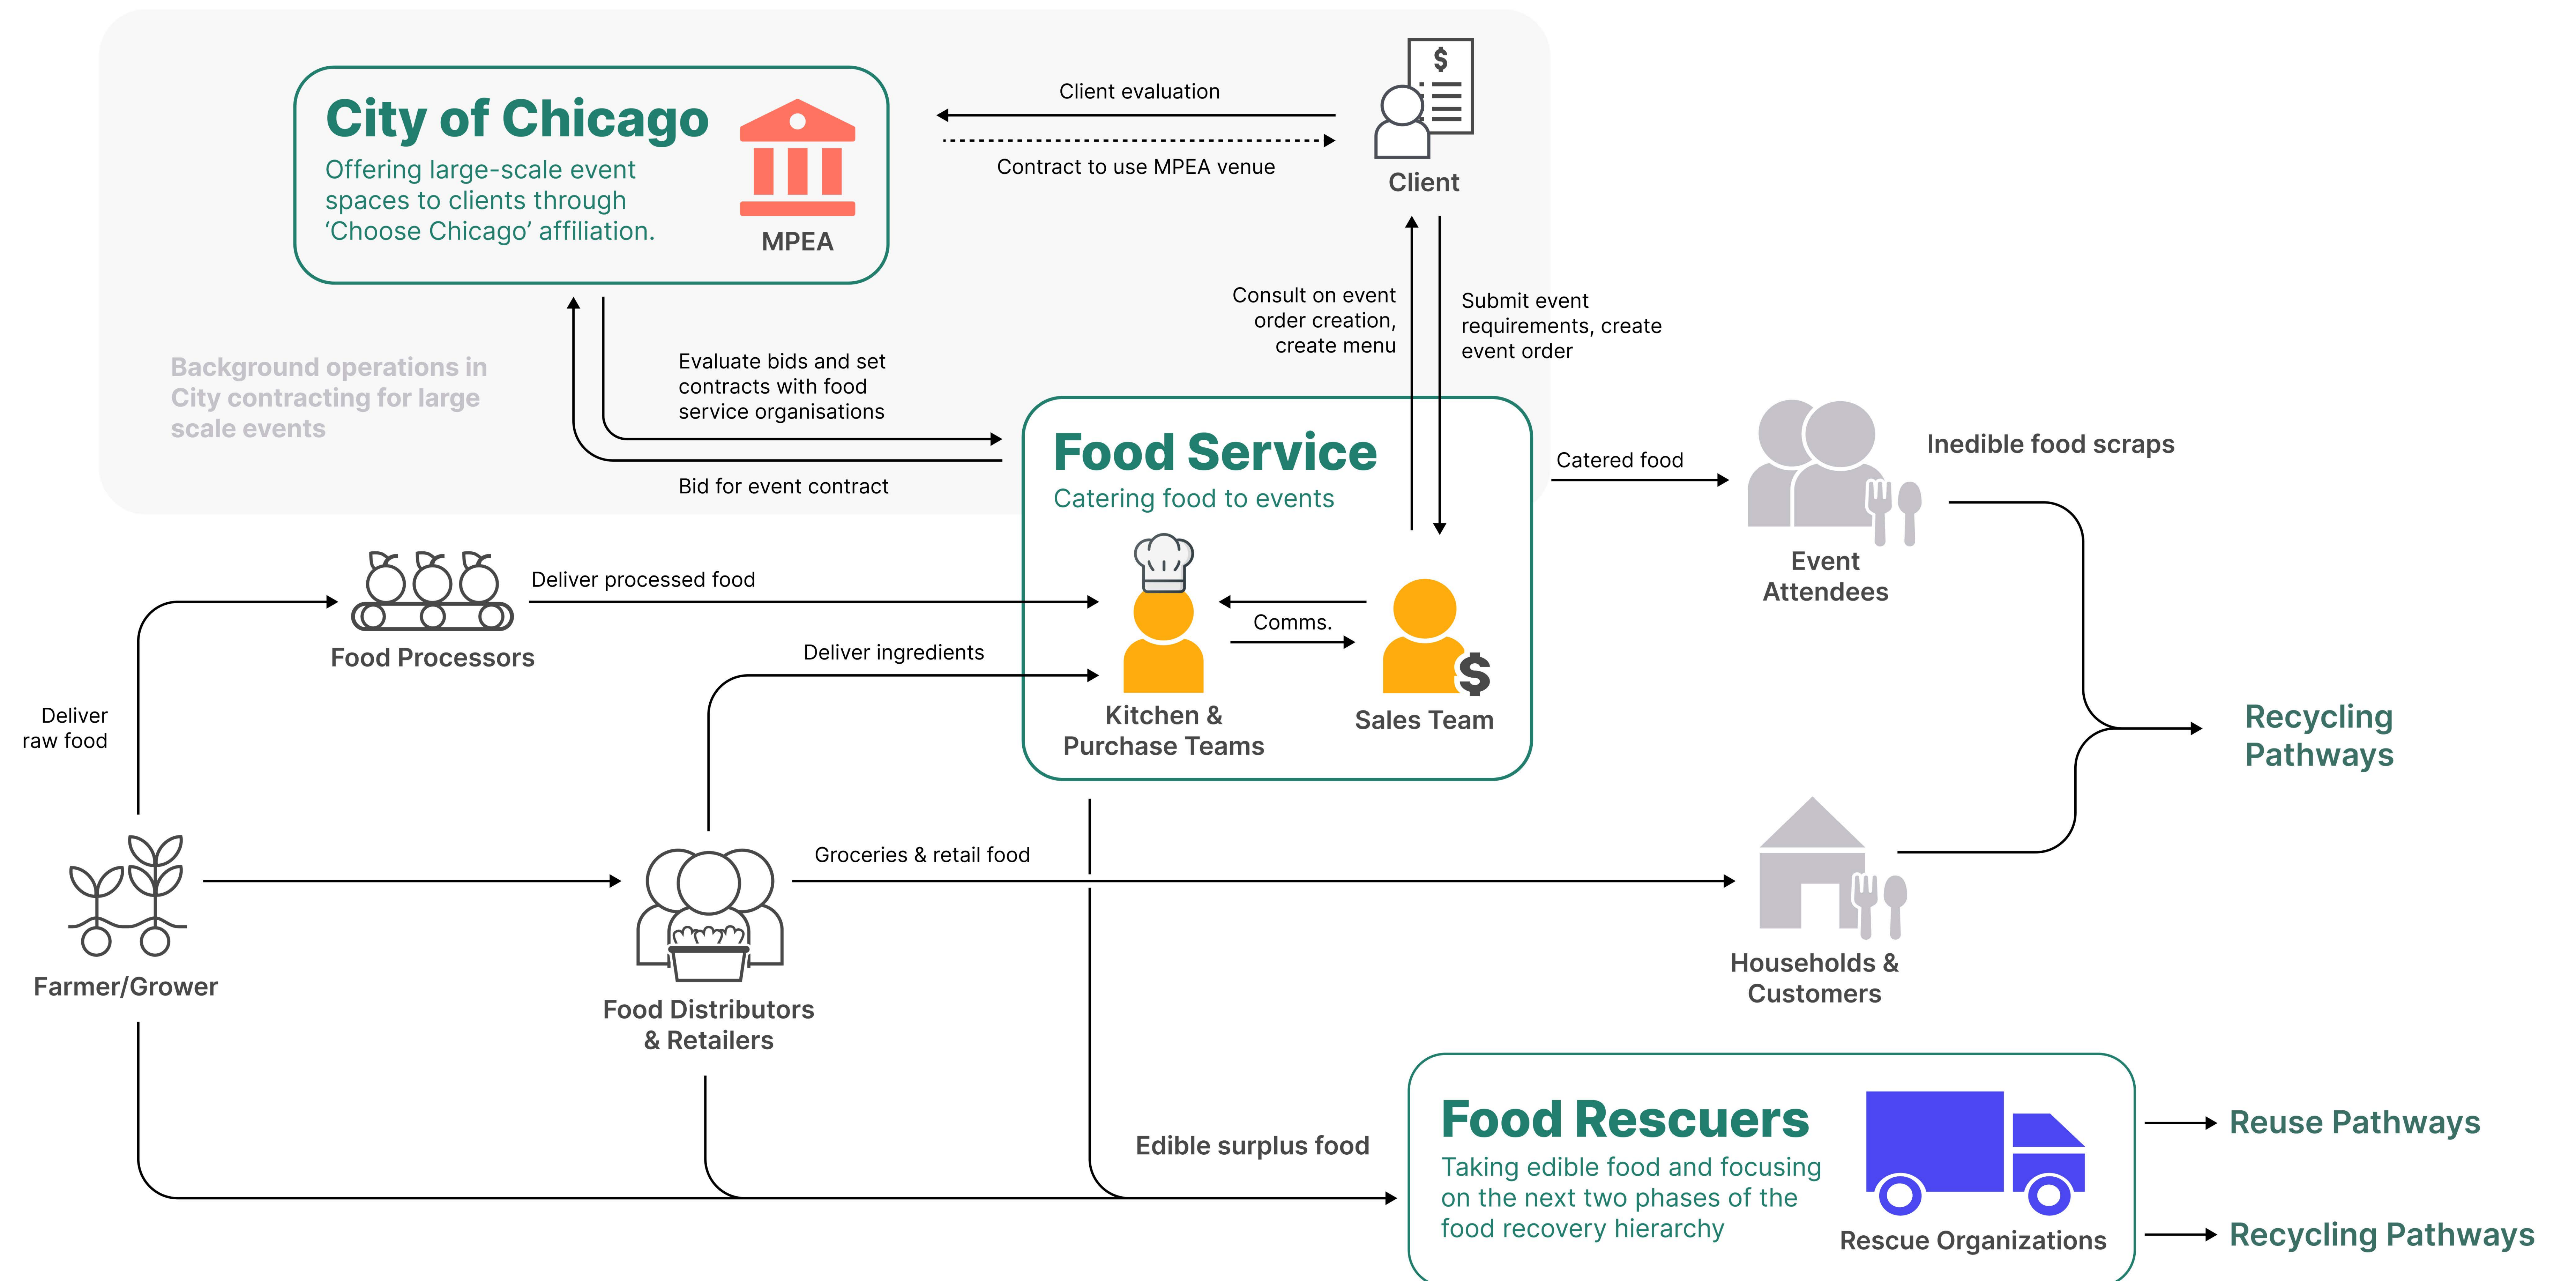 City of Chicago
Offering large-scale event
spaces to clients through
‘Choose Chicago’ affiliation.
MPEA
Client evaluation
Contract to use MPEA venue
$
Client
Consult on event
order creation,
create menu
Submit event
requirements, create
event order
Background operations in
City contracting for large
scale events
Evaluate bids and set
contracts with food
service organisations
Bid for event contract
Food Service
Catering food to events
Catered food
Event
Attendees
Inedible food scraps
Deliver processed food
Food Processors
Deliver ingredients
Comms.
Kitchen &
Purchase Teams
$
Sales Team
Deliver
raw food
Recycling
Pathways
Farmer/Grower
Groceries & retail food
Food Distributors
& Retailers
Households &
Customers
Edible surplus food
Food Rescuers
Taking edible food and focusing
on the next two phases of the
food recovery hierarchy
Rescue Organizations
Reuse Pathways
Recycling Pathways